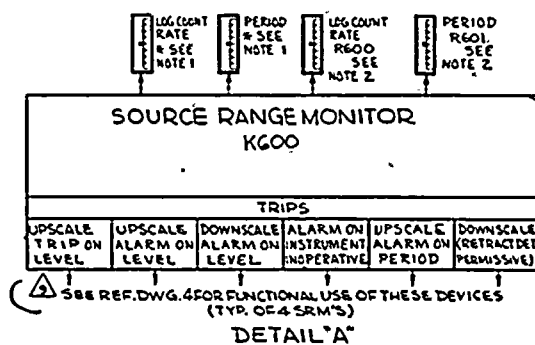 LOG COUNT
RATE
* SEE
NOTE 1
PERIOD
* SEE
NOTE 1
LOG COUNT
RATE
R600
SEE
NOTE 2
PERIOD
R601.
SEE
NOTE 2
SOURCE RANGE MONITOR
K600
TRIPS
UPSCALE
TRIP ON
LEVEL
UPSCALE
ALARM ON
LEVEL
DOWNSCALE
ALARM ON
LEVEL
ALARM ON
INSTRUMENT
INOPERATIVE
UPSCALE
ALARM ON
PERIOD
DOWNSCALE
(RETRACT DET
PERMISSIVE)
SEE REF. DWG. 4 FOR FUNCTIONAL USE OF THESE DEVICES
(TYP. OF 4 SRM'S)
DETAIL "A"